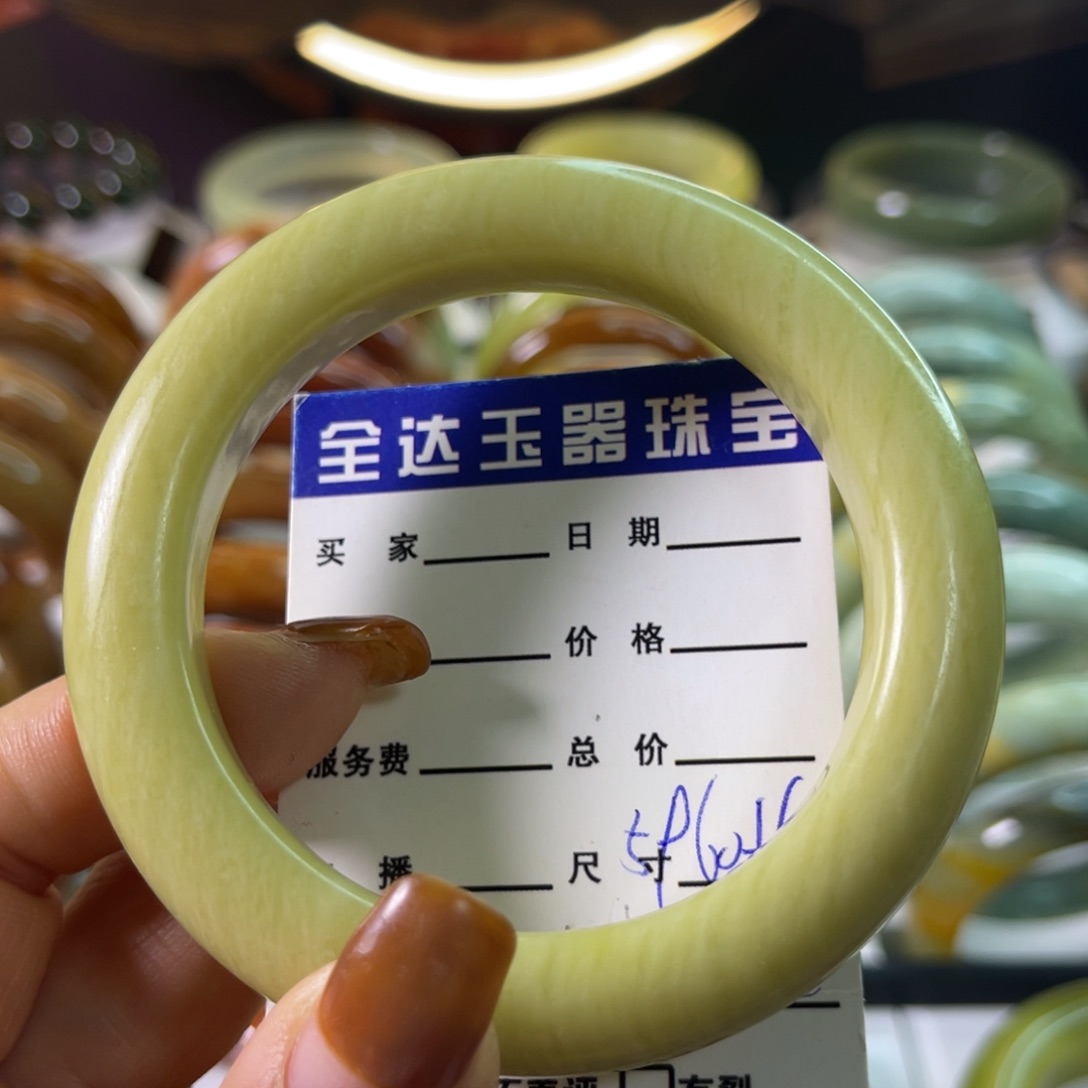 全达玉器珠宝
买 家 日 期
价 格
服务费 总 价
播 尺 寸